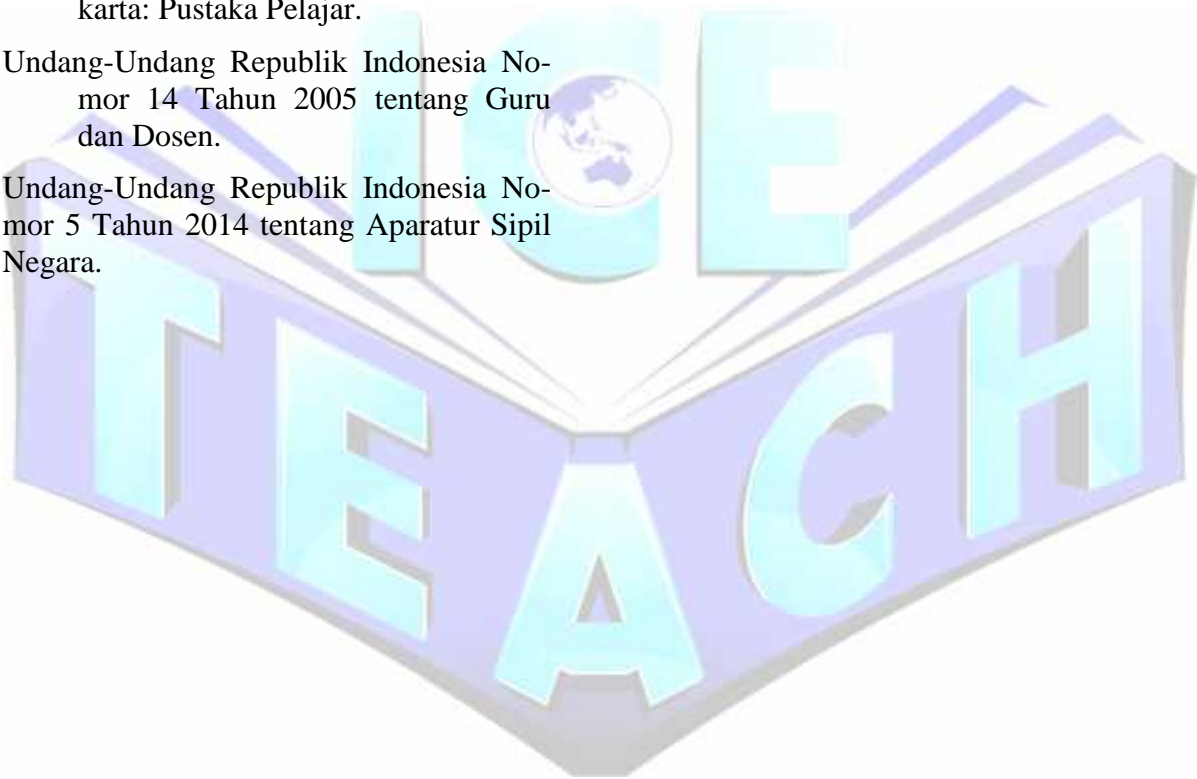 karta: Pustaka Pelajar.
Undang-Undang Republik Indonesia No-
mor 14 Tahun 2005 tentang Guru
dan Dosen.
Undang-Undang Republik Indonesia No-
mor 5 Tahun 2014 tentang Aparatur Sipil
Negara.
ICE
TEACH